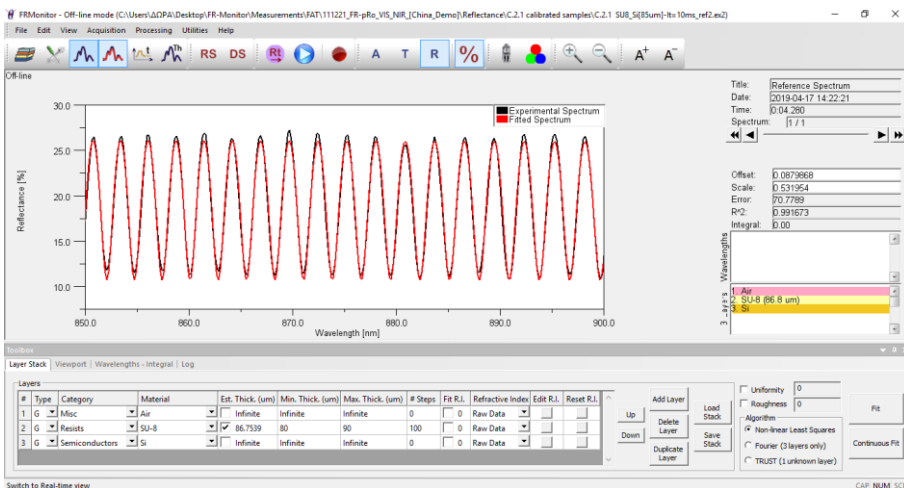 FRMonitor - Off-line mode (C:\Users\ΔΩΡΑ\Desktop\FR-Monitor\Measurements\FAT\111221_FR-pRo_VIS_NIR_[China_Demo]\Reflectance\C.2.1 calibrated samples\C.2.1 SU8_Si[85um]-It=10ms_ref2.ex2)
File Edit View Acquisition Processing Utilities Help
Th RS DS Rt A T R % A+ A-
Off-line
Title: Reference Spectrum
Date: 2019-04-17 14:22:21
Time: 0:04.280
Spectrum: 1 / 1
Offset: 0.0879868
Scale: 0.531954
Error: 70.7789
R^2: 0.991673
Integral: 0.00
Wavelengths
1. Air
2. SU-8 (86.8 um)
3. Si
Experimental Spectrum
Fitted Spectrum
Reflectance [%]
30.0
25.0
20.0
15.0
10.0
850.0 860.0 870.0 880.0 890.0 900.0
Wavelength [nm]
Toolbox
Layer Stack Viewport Wavelengths - Integral Log
Layers
# Type Category Material Est. Thick. (um) Min. Thick. (um) Max. Thick. (um) # Steps Fit R.I. Refractive Index Edit R.I. Reset R.I.
1 G Misc Air Infinite Infinite Infinite 0 0 Raw Data
2 G Resists SU-8 86.7539 80 90 100 0 Raw Data
3 G Semiconductors Si Infinite Infinite Infinite 0 0 Raw Data
Up
Down
Add Layer
Delete Layer
Duplicate Layer
Load Stack
Save Stack
Uniformity 0
Roughness 0
Algorithm
Non-linear Least Squares
Fourier (3 layers only)
TRUST (1 unknown layer)
Fit
Continuous Fit
Switch to Real-time view
CAP NUM